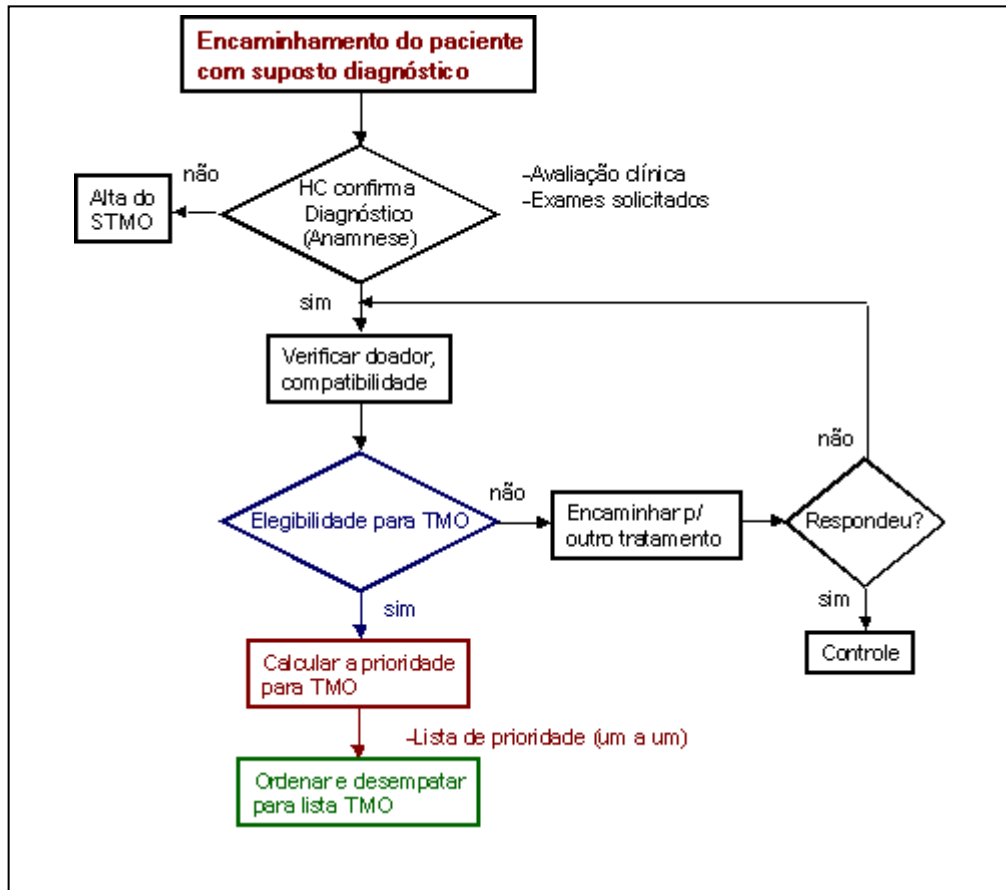 Encaminhamento do paciente
com suposto diagnóstico
não
HC confirma
Diagnóstico
(Anamnese)
-Avaliação clínica
-Exames solicitados
Alta do
STMO
sim
Verificar doador,
compatibilidade
não
Elegibilidade para TMO
não
Encaminhar p/
outro tratamento
Respondeu?
sim
sim
Controle
Calcular a prioridade
para TMO
-Lista de prioridade (um a um)
Ordenar e desempatar
para lista TMO